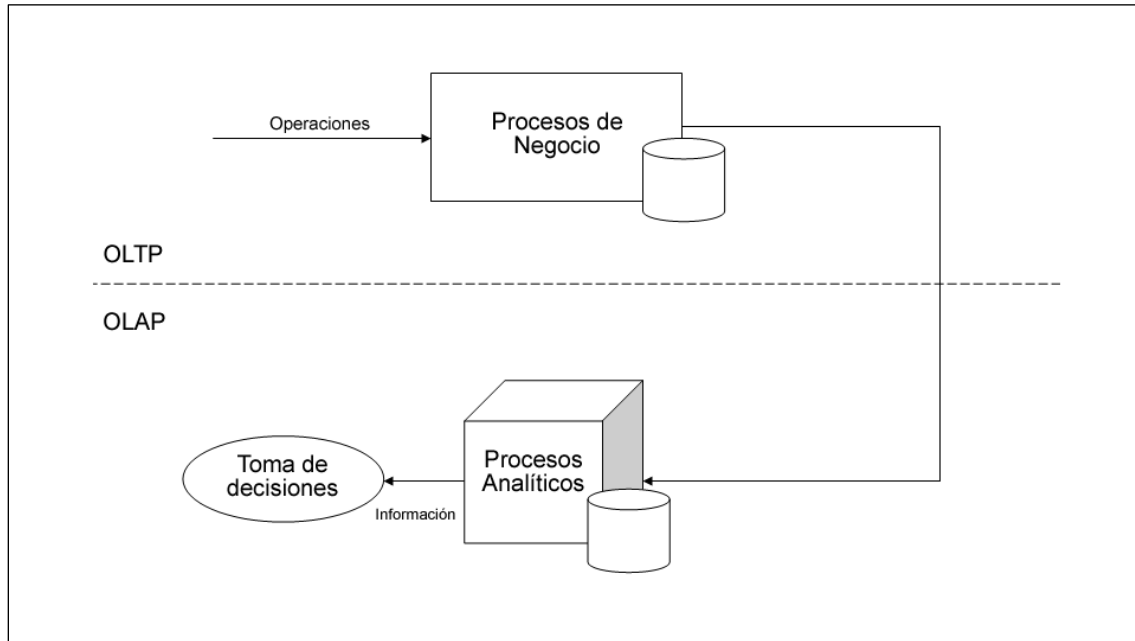 Operaciones
Procesos de
Negocio
OLTP
OLAP
Toma de
decisiones
Información
Procesos
Analíticos